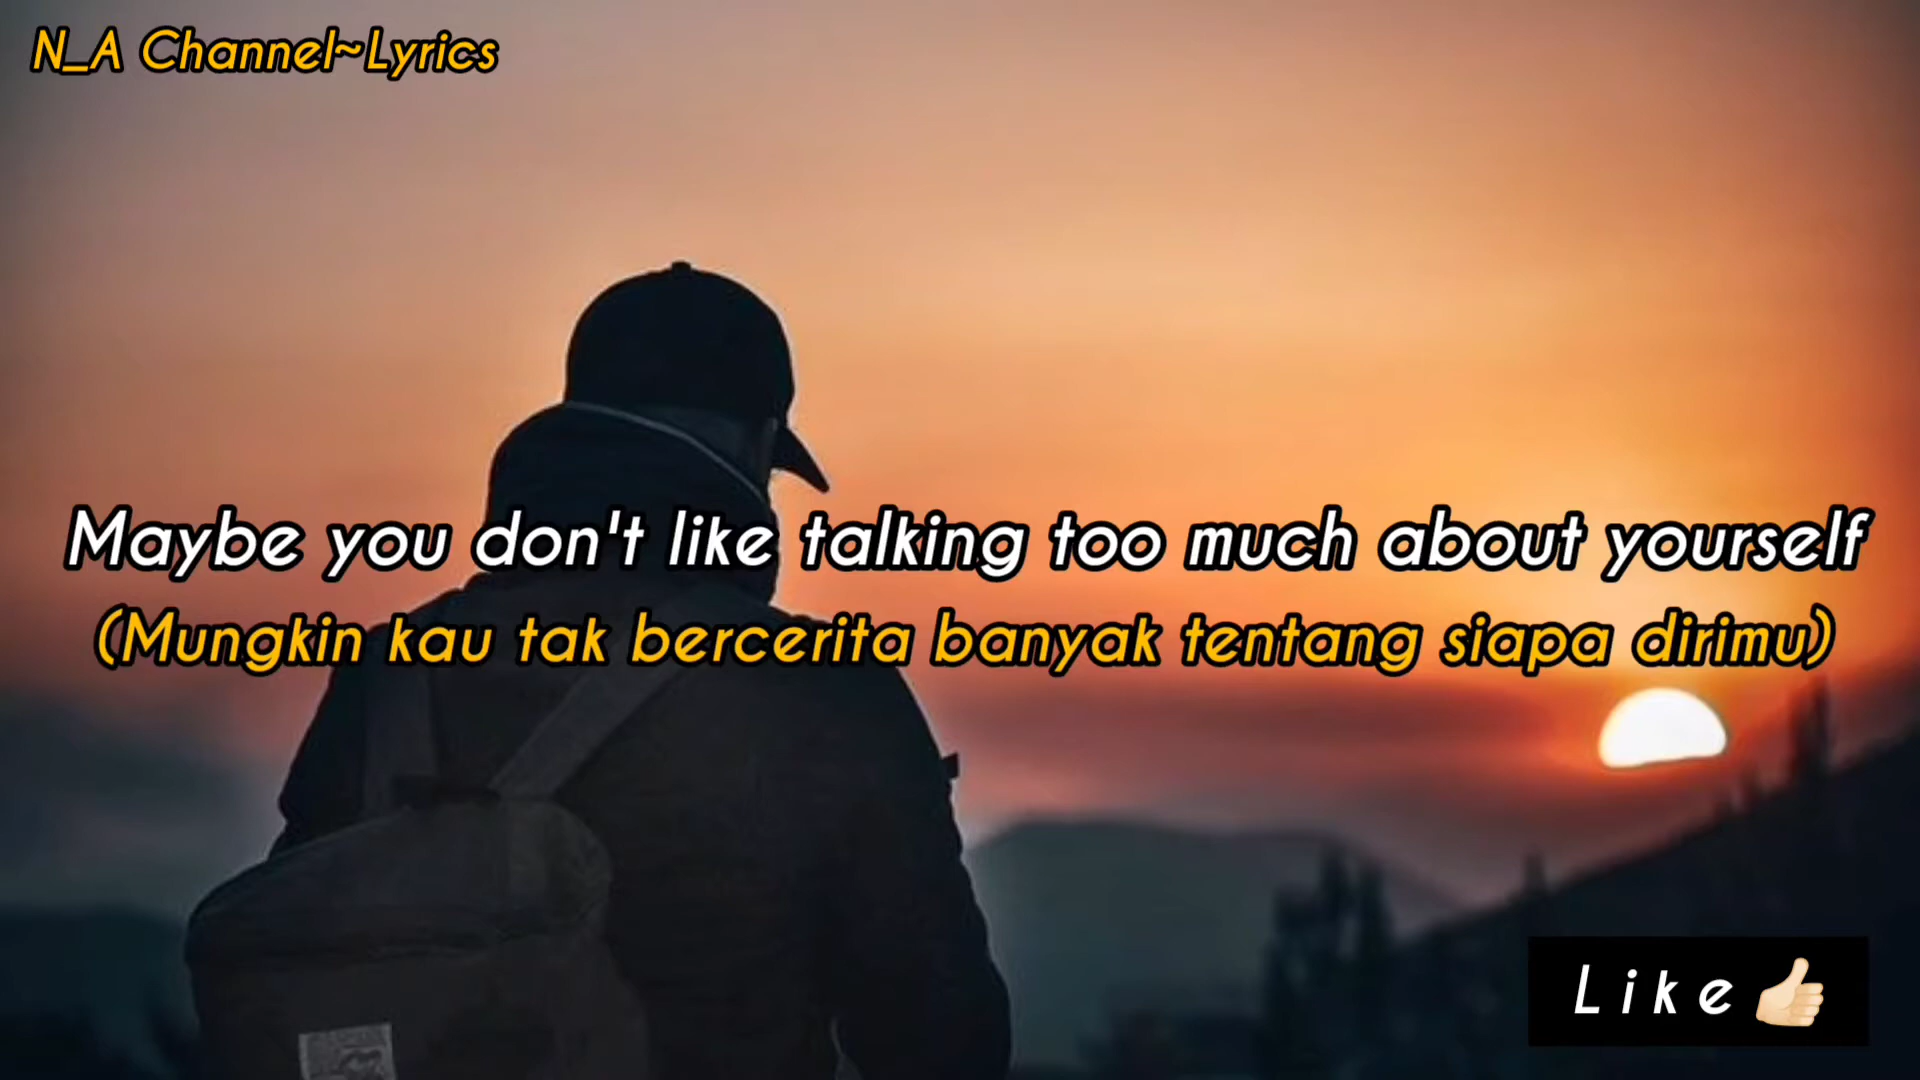 N_A Channel~Lyrics
Maybe you don't like talking too much about yourself
(Mungkin kau tak bercerita banyak tentang siapa dirimu)
Like👍🏻